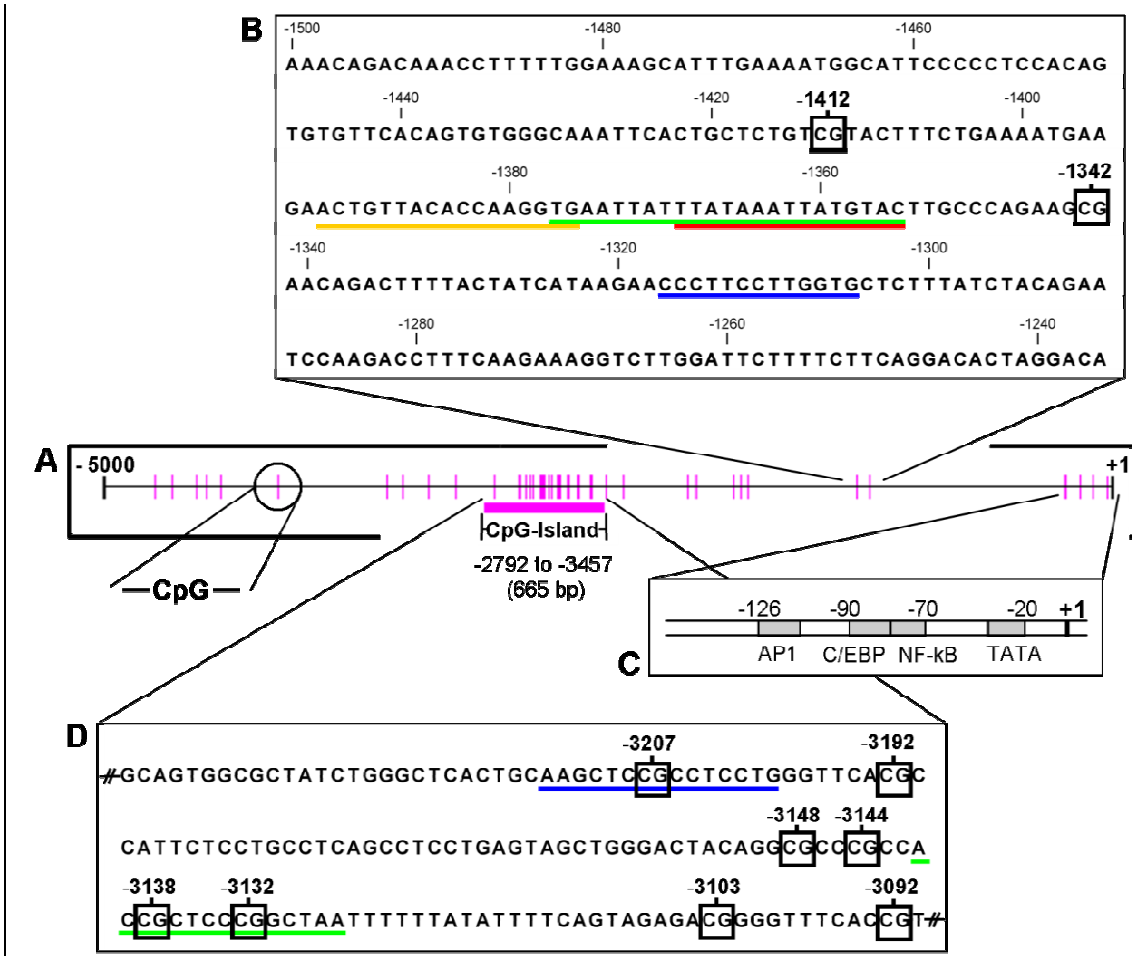 B
-1500 -1480 -1460
AAACAGACAAACCTTTTTGGAAAGCATTTGAAAATGGCATTCCCCCTCCACAG
-1440 -1420 -1412 -1400
TGTGTTCACAGTGTGGGCAAATTCACTGCTCTGTCGTACTTTCTGAAAATGAA
-1380 -1360 -1342
GAACTGTTACACCAAGGTGAATTATTTATAAATTATGTACTTGCCCAGAAGCG
-1340 -1320 -1300
AACAGACTTTTACTATCATAAGAACCCTTCCTTGGTGCTCTTTATCTACAGAA
-1280 -1260 -1240
TCCAAGACCTTTCAAGAAAGGTCTTGGATTCTTTTCTTCAGGACACTAGGACA
A
- 5000 +1
CpG-Island
-2792 to -3457
(665 bp)
CpG
C
-126 -90 -70 -20 +1
AP1 C/EBP NF-kB TATA
D
-3207 -3192
GCAGTGGCGCTATCTGGGCTCACTGCAAGCTCCGCCTCCTGGGTTCACGC
-3148 -3144
CATTCTCCTGCCTCAGCCTCCTGAGTAGCTGGGACTACAGGCGCCCGCCA
-3138 -3132 -3103 -3092
CCGCTCCCGGCTAATTTTTTATATTTTCAGTAGAGACGGGGTTTCACCGT